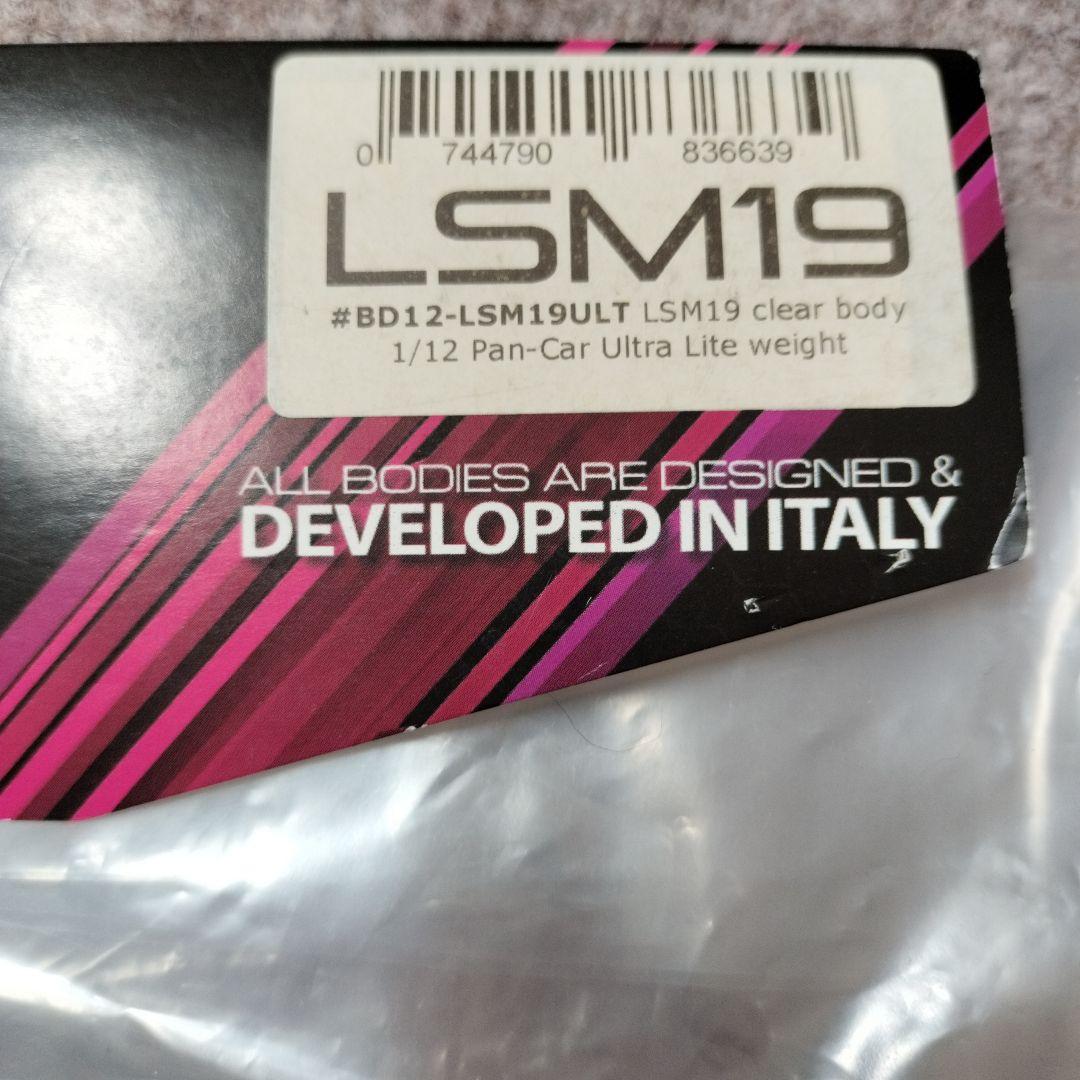 0 744790 836639
LSM19
#BD12-LSM19ULT LSM19 clear body
1/12 Pan-Car Ultra Lite weight
ALL BODIES ARE DESIGNED &
DEVELOPED IN ITALY